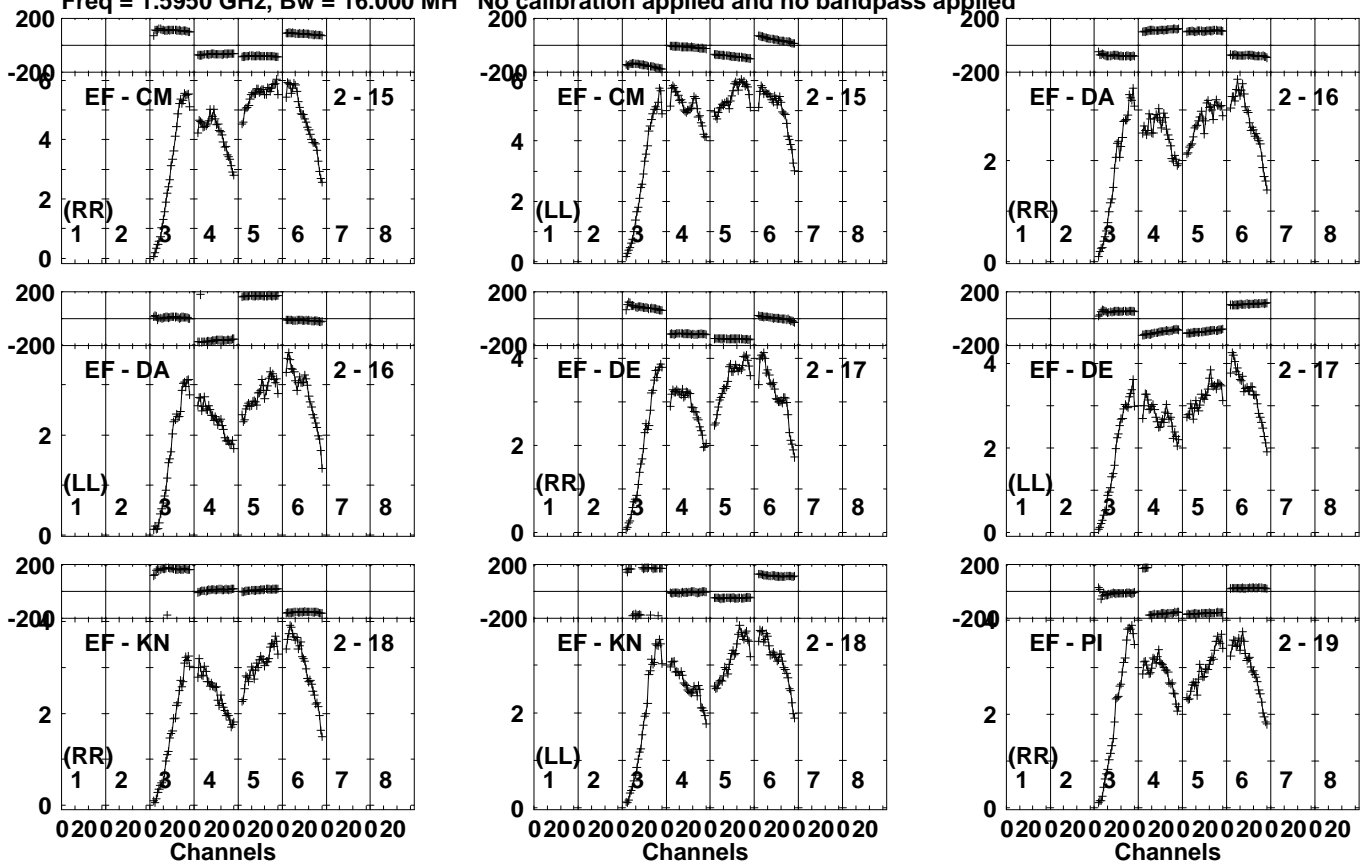 Freq = 1.5950 GHz, Bw = 16.000 MH No calibration applied and no bandpass applied
200
-200
6
4
2
0
EF - CM 2 - 15
(RR)
1 2 3 4 5 6 7 8
200
-200
6
4
2
0
EF - CM 2 - 15
(LL)
1 2 3 4 5 6 7 8
200
-200
2
0
EF - DA 2 - 16
(RR)
1 2 3 4 5 6 7 8
200
-200
2
0
EF - DA 2 - 16
(LL)
1 2 3 4 5 6 7 8
200
-200
4
2
0
EF - DE 2 - 17
(RR)
1 2 3 4 5 6 7 8
200
-200
4
2
0
EF - DE 2 - 17
(LL)
1 2 3 4 5 6 7 8
200
-200
4
2
0
EF - KN 2 - 18
(RR)
1 2 3 4 5 6 7 8
0 20 0 20 0 20 0 20 0 20 0 20 0 20 0 20
Channels
200
-200
2
0
EF - KN 2 - 18
(LL)
1 2 3 4 5 6 7 8
0 20 0 20 0 20 0 20 0 20 0 20 0 20 0 20
Channels
200
-200
4
2
0
EF - PI 2 - 19
(RR)
1 2 3 4 5 6 7 8
0 20 0 20 0 20 0 20 0 20 0 20 0 20 0 20
Channels